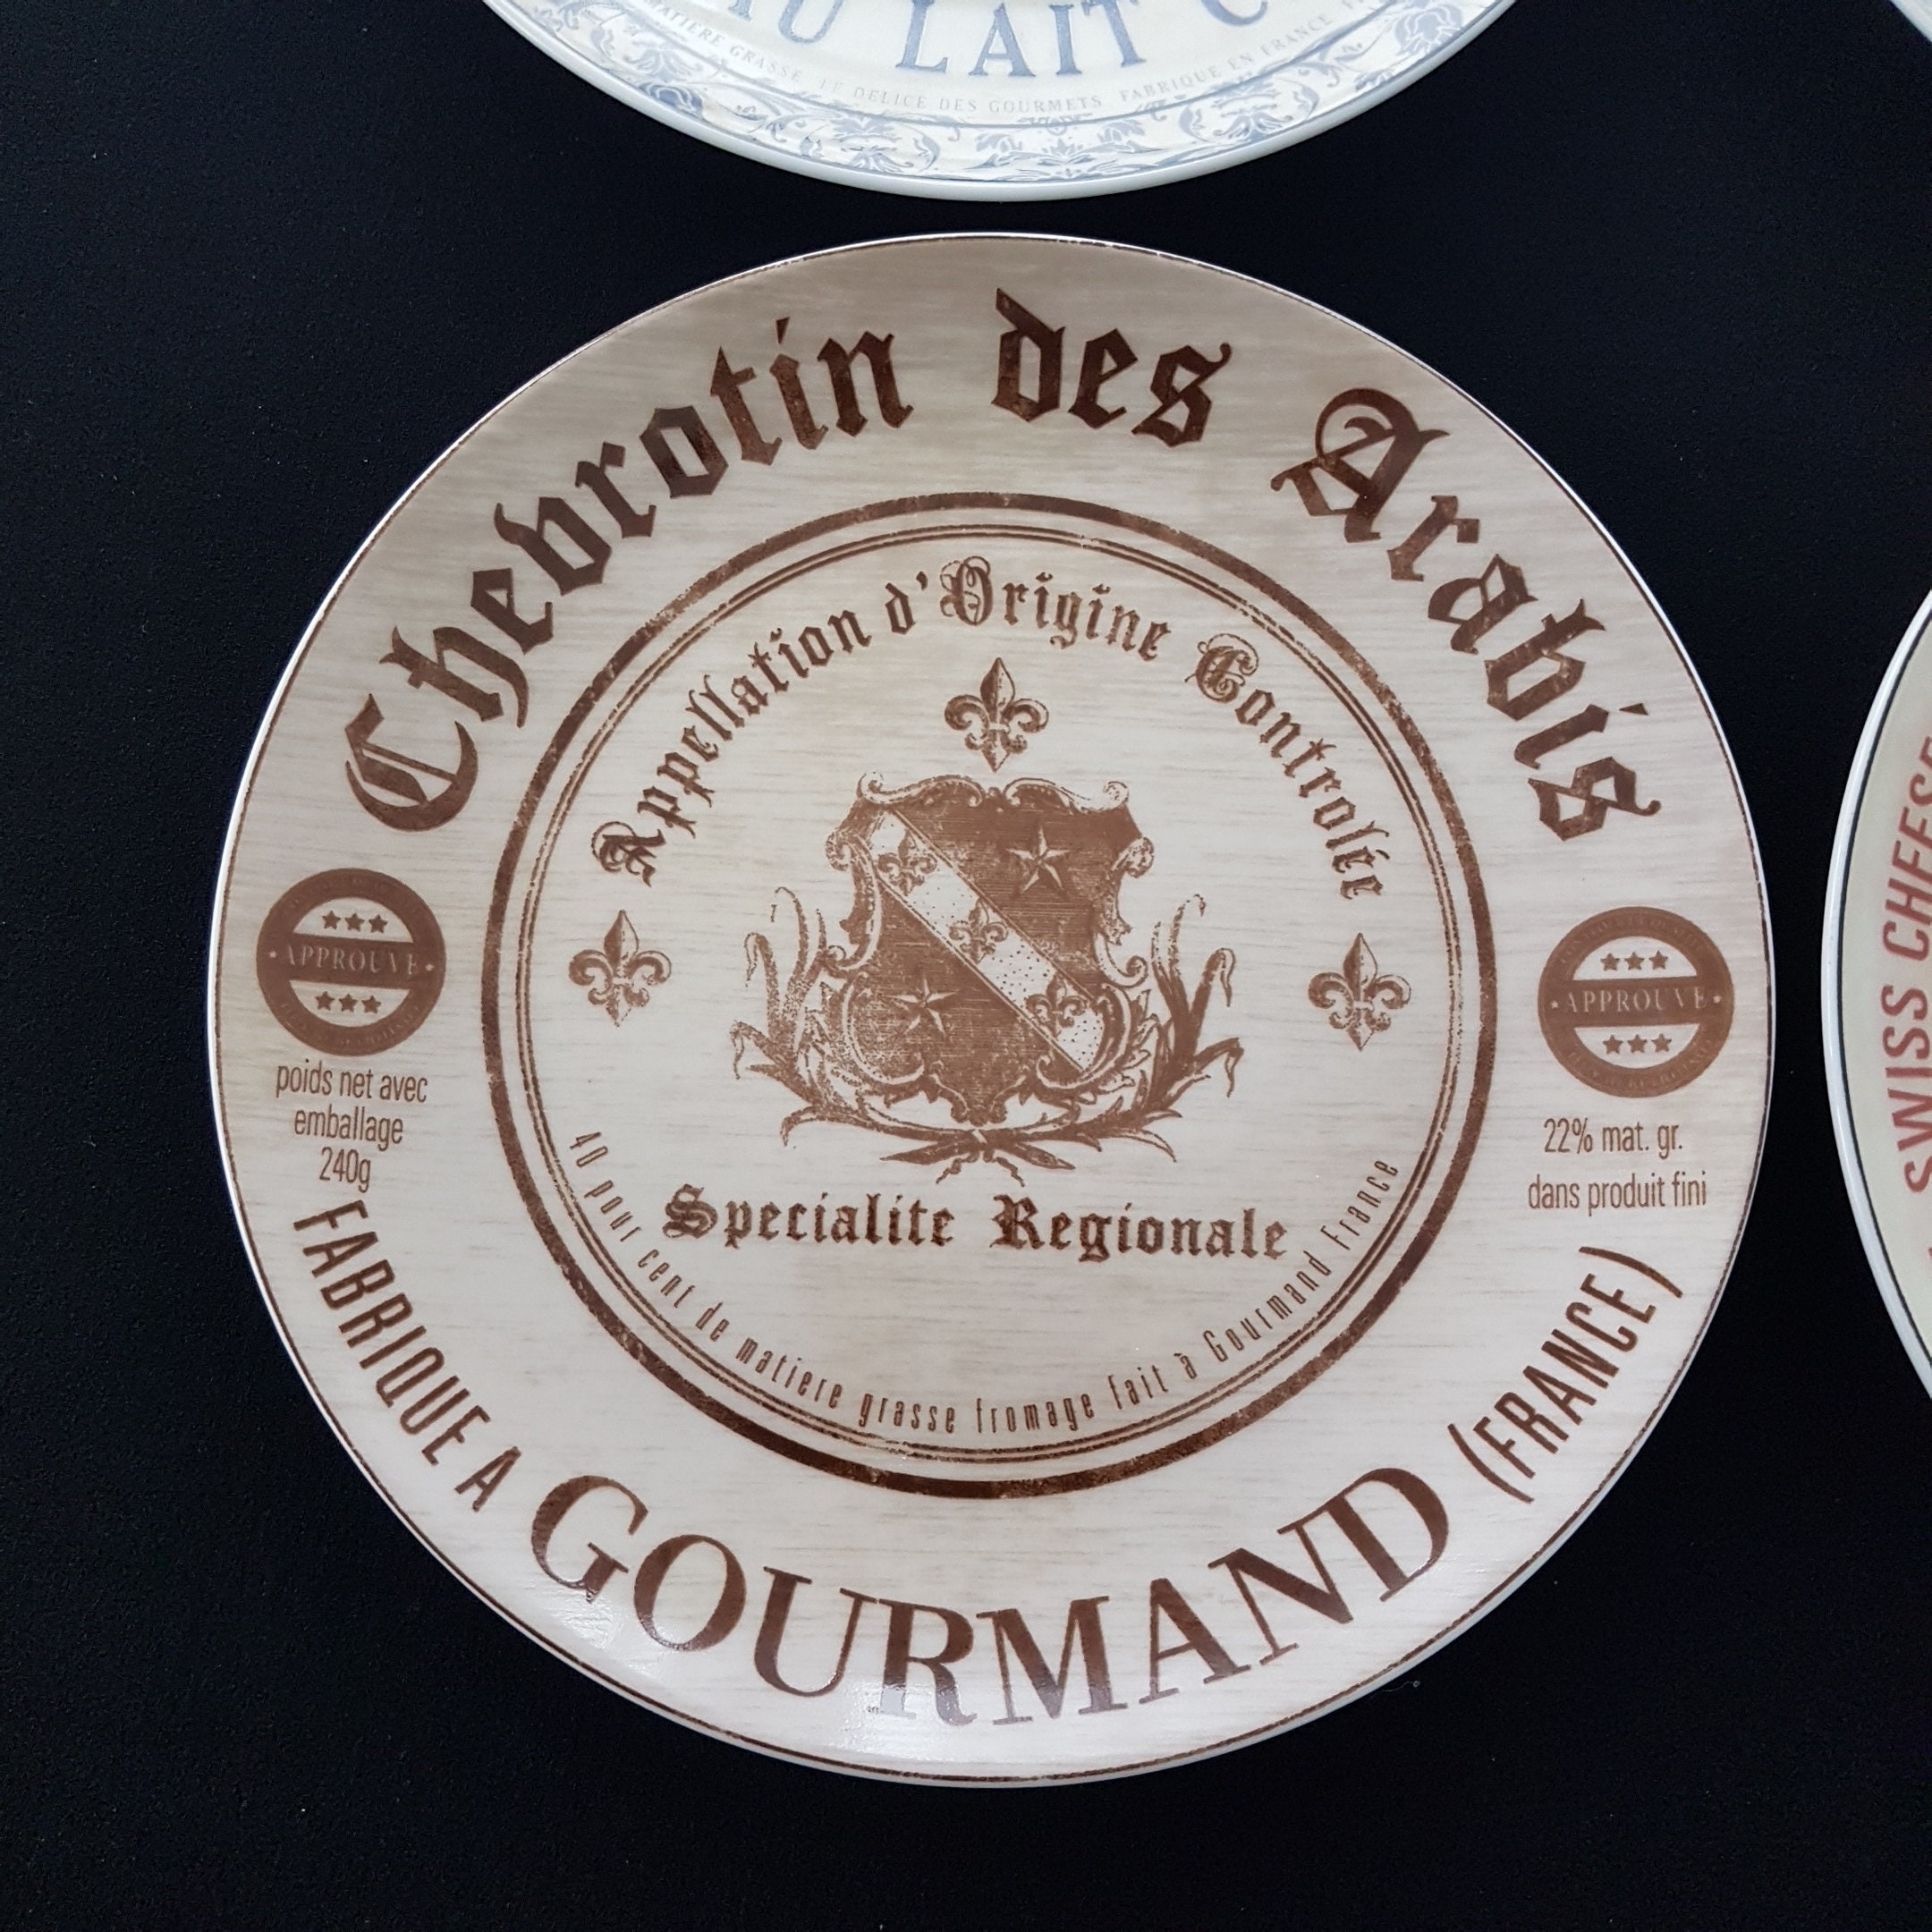 LAIT
MATIERE GRASSE LE DELICE DES GOURMETS FABRIQUE EN FRANCE
Chevrotin des Arabis
Appellation d'Origine Controlée
APPROUVE
poids net avec
emballage
240g
APPROUVE
22% mat. gr.
dans produit fini
Specialite Regionale
40 pour cent de matiere grasse fromage fait à Gourmand France
FABRIQUE A GOURMAND (FRANCE)
SWISS CHEESE